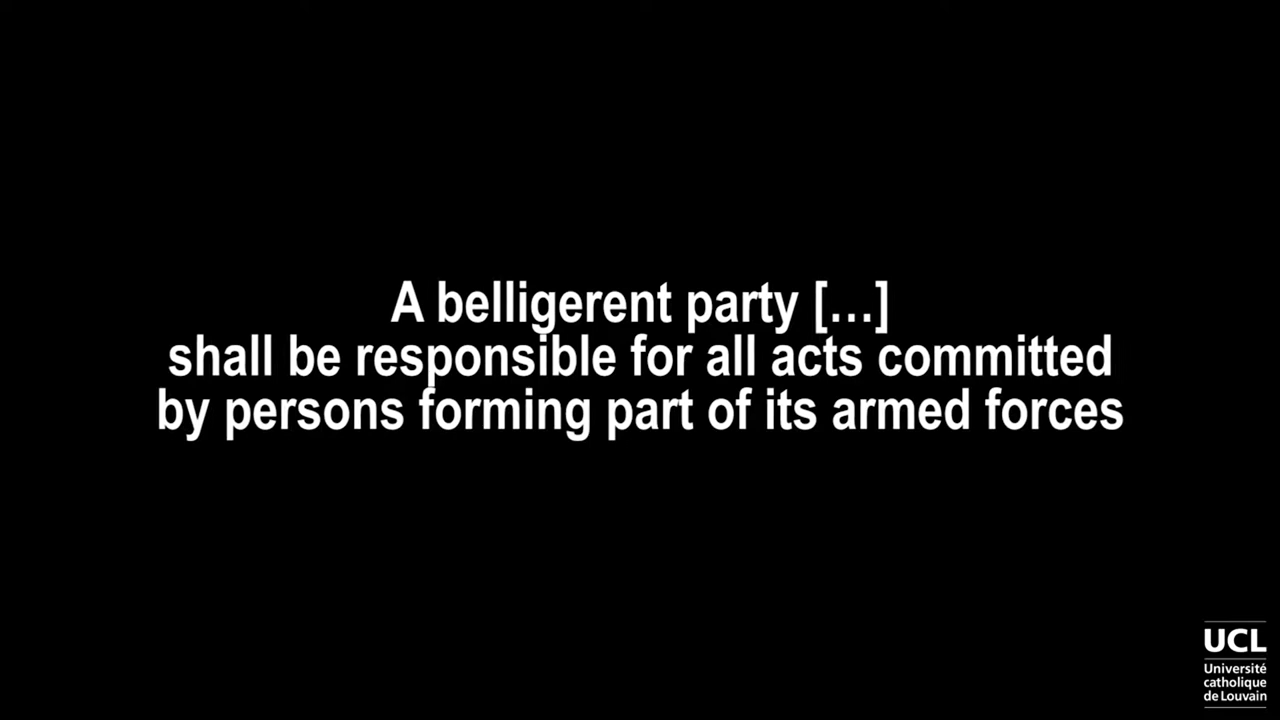 A belligerent party […]
shall be responsible for all acts committed
by persons forming part of its armed forces
UCL
Université
catholique
de Louvain